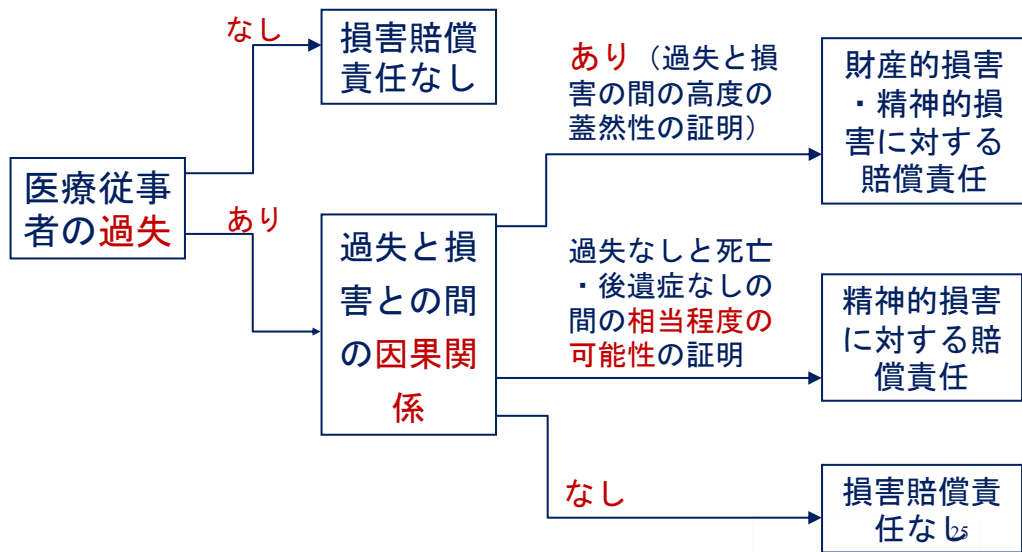 なし
損害賠償
責任なし
医療従事
者の過失
あり
過失と損
害との間
の因果関
係
あり（過失と損
害の間の高度の
蓋然性の証明）
財産的損害
・精神的損
害に対する
賠償責任
過失なしと死亡
・後遺症なしの
間の相当程度の
可能性の証明
精神的損害
に対する賠
償責任
なし
損害賠償責
任なし
25